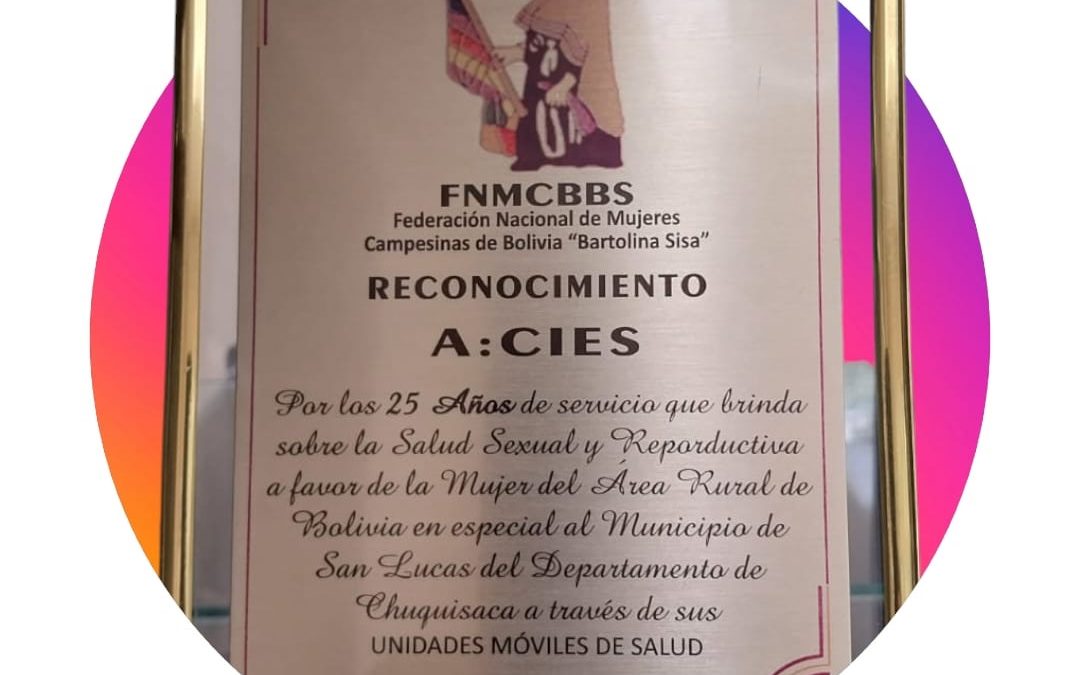 FNMCBBS
Federación Nacional de Mujeres
Campesinas de Bolivia “Bartolina Sisa”
RECONOCIMIENTO
A:CIES
Por los 25 Años de servicio que brinda
sobre la Salud Sexual y Reporductiva
a favor de la Mujer del Área Rural de
Bolivia en especial al Municipio de
San Lucas del Departamento de
Chuquisaca a través de sus
UNIDADES MÓVILES DE SALUD